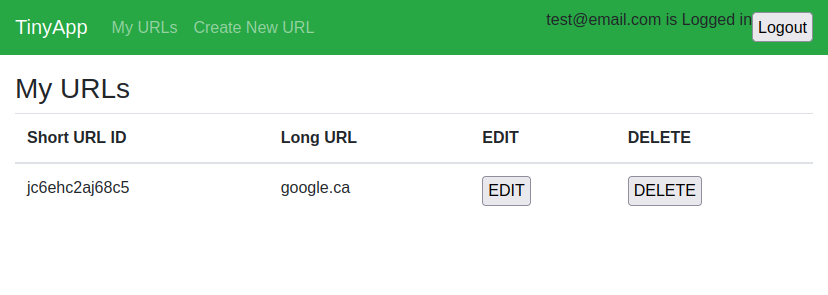 TinyApp My URLs Create New URL test@email.com is Logged in Logout
My URLs
Short URL ID Long URL EDIT DELETE
jc6ehc2aj68c5 google.ca EDIT DELETE